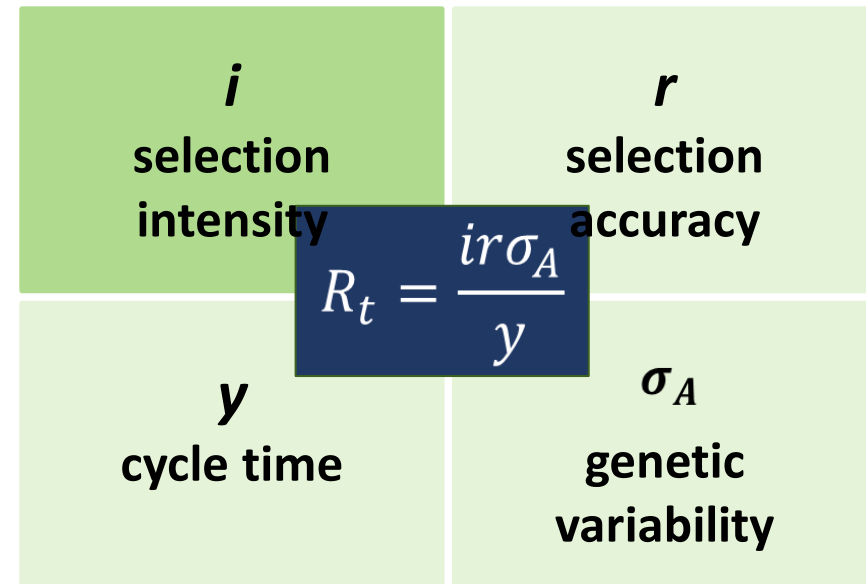 i
selection
intensity
r
selection
accuracy
R_t = irσ_A / y
y
cycle time
σ_A
genetic
variability